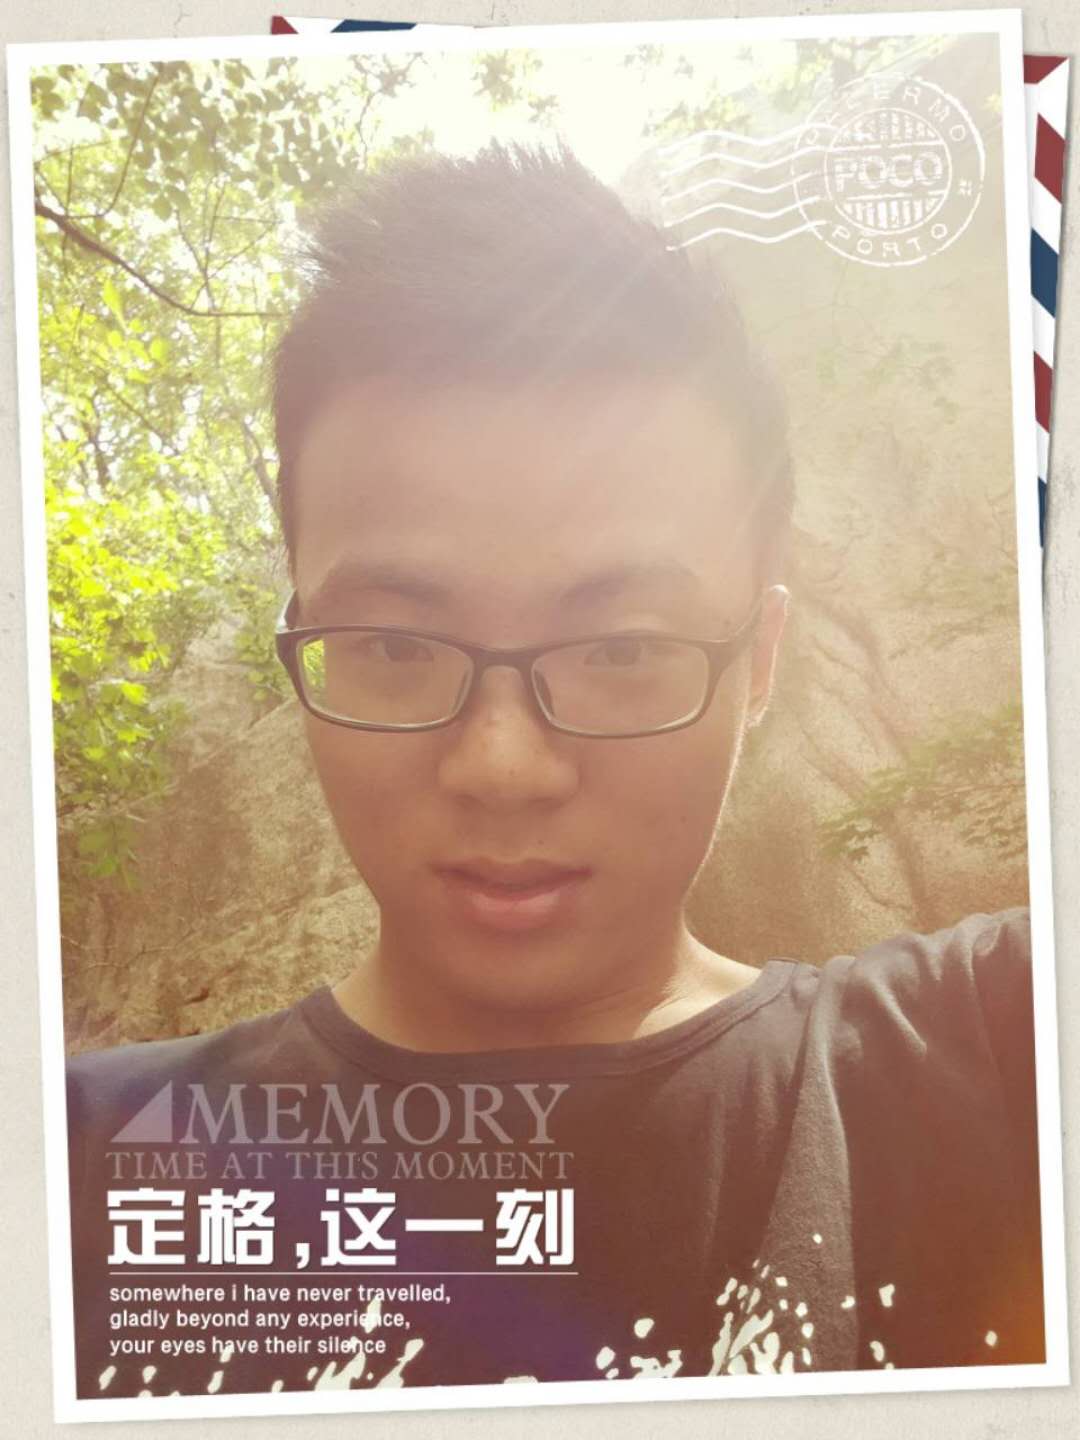 POCO
PORTO
MEMORY
TIME AT THIS MOMENT
定格,这一刻
somewhere i have never travelled,
gladly beyond any experience,
your eyes have their silence